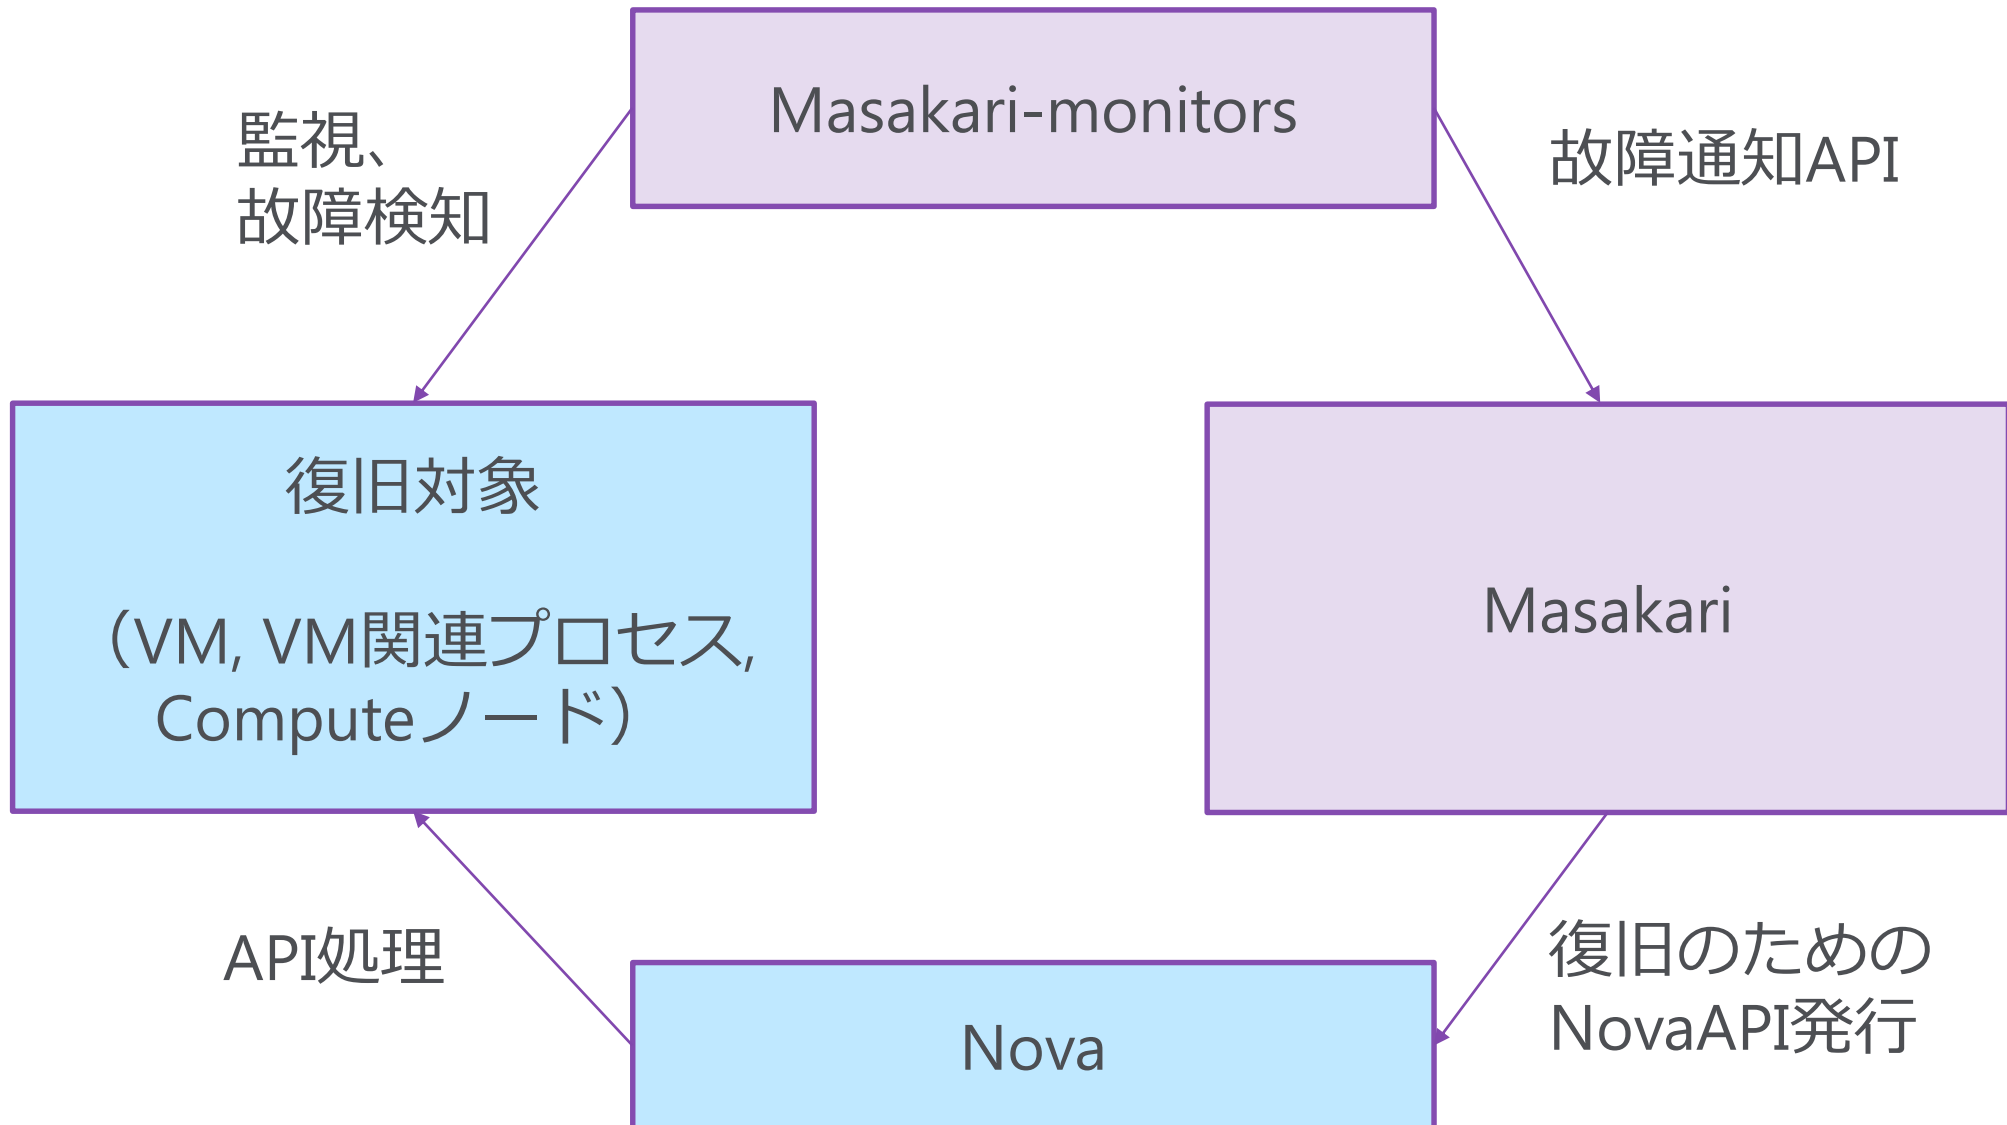 Masakari-monitors
監視、
故障検知
故障通知API
復旧対象
（VM, VM関連プロセス,
Computeノード）
Masakari
API処理
復旧のための
NovaAPI発行
Nova